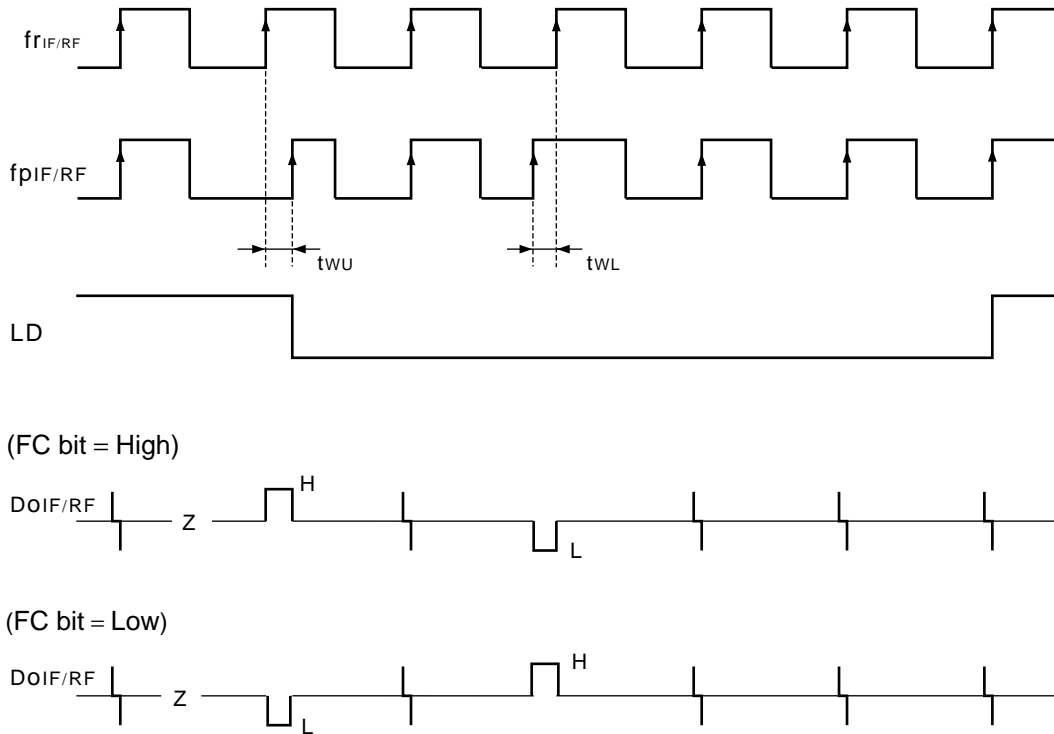 frIF/RF
fpIF/RF
tWU
tWL
LD
(FC bit = High)
DoIF/RF
Z
H
L
(FC bit = Low)
DoIF/RF
Z
L
H